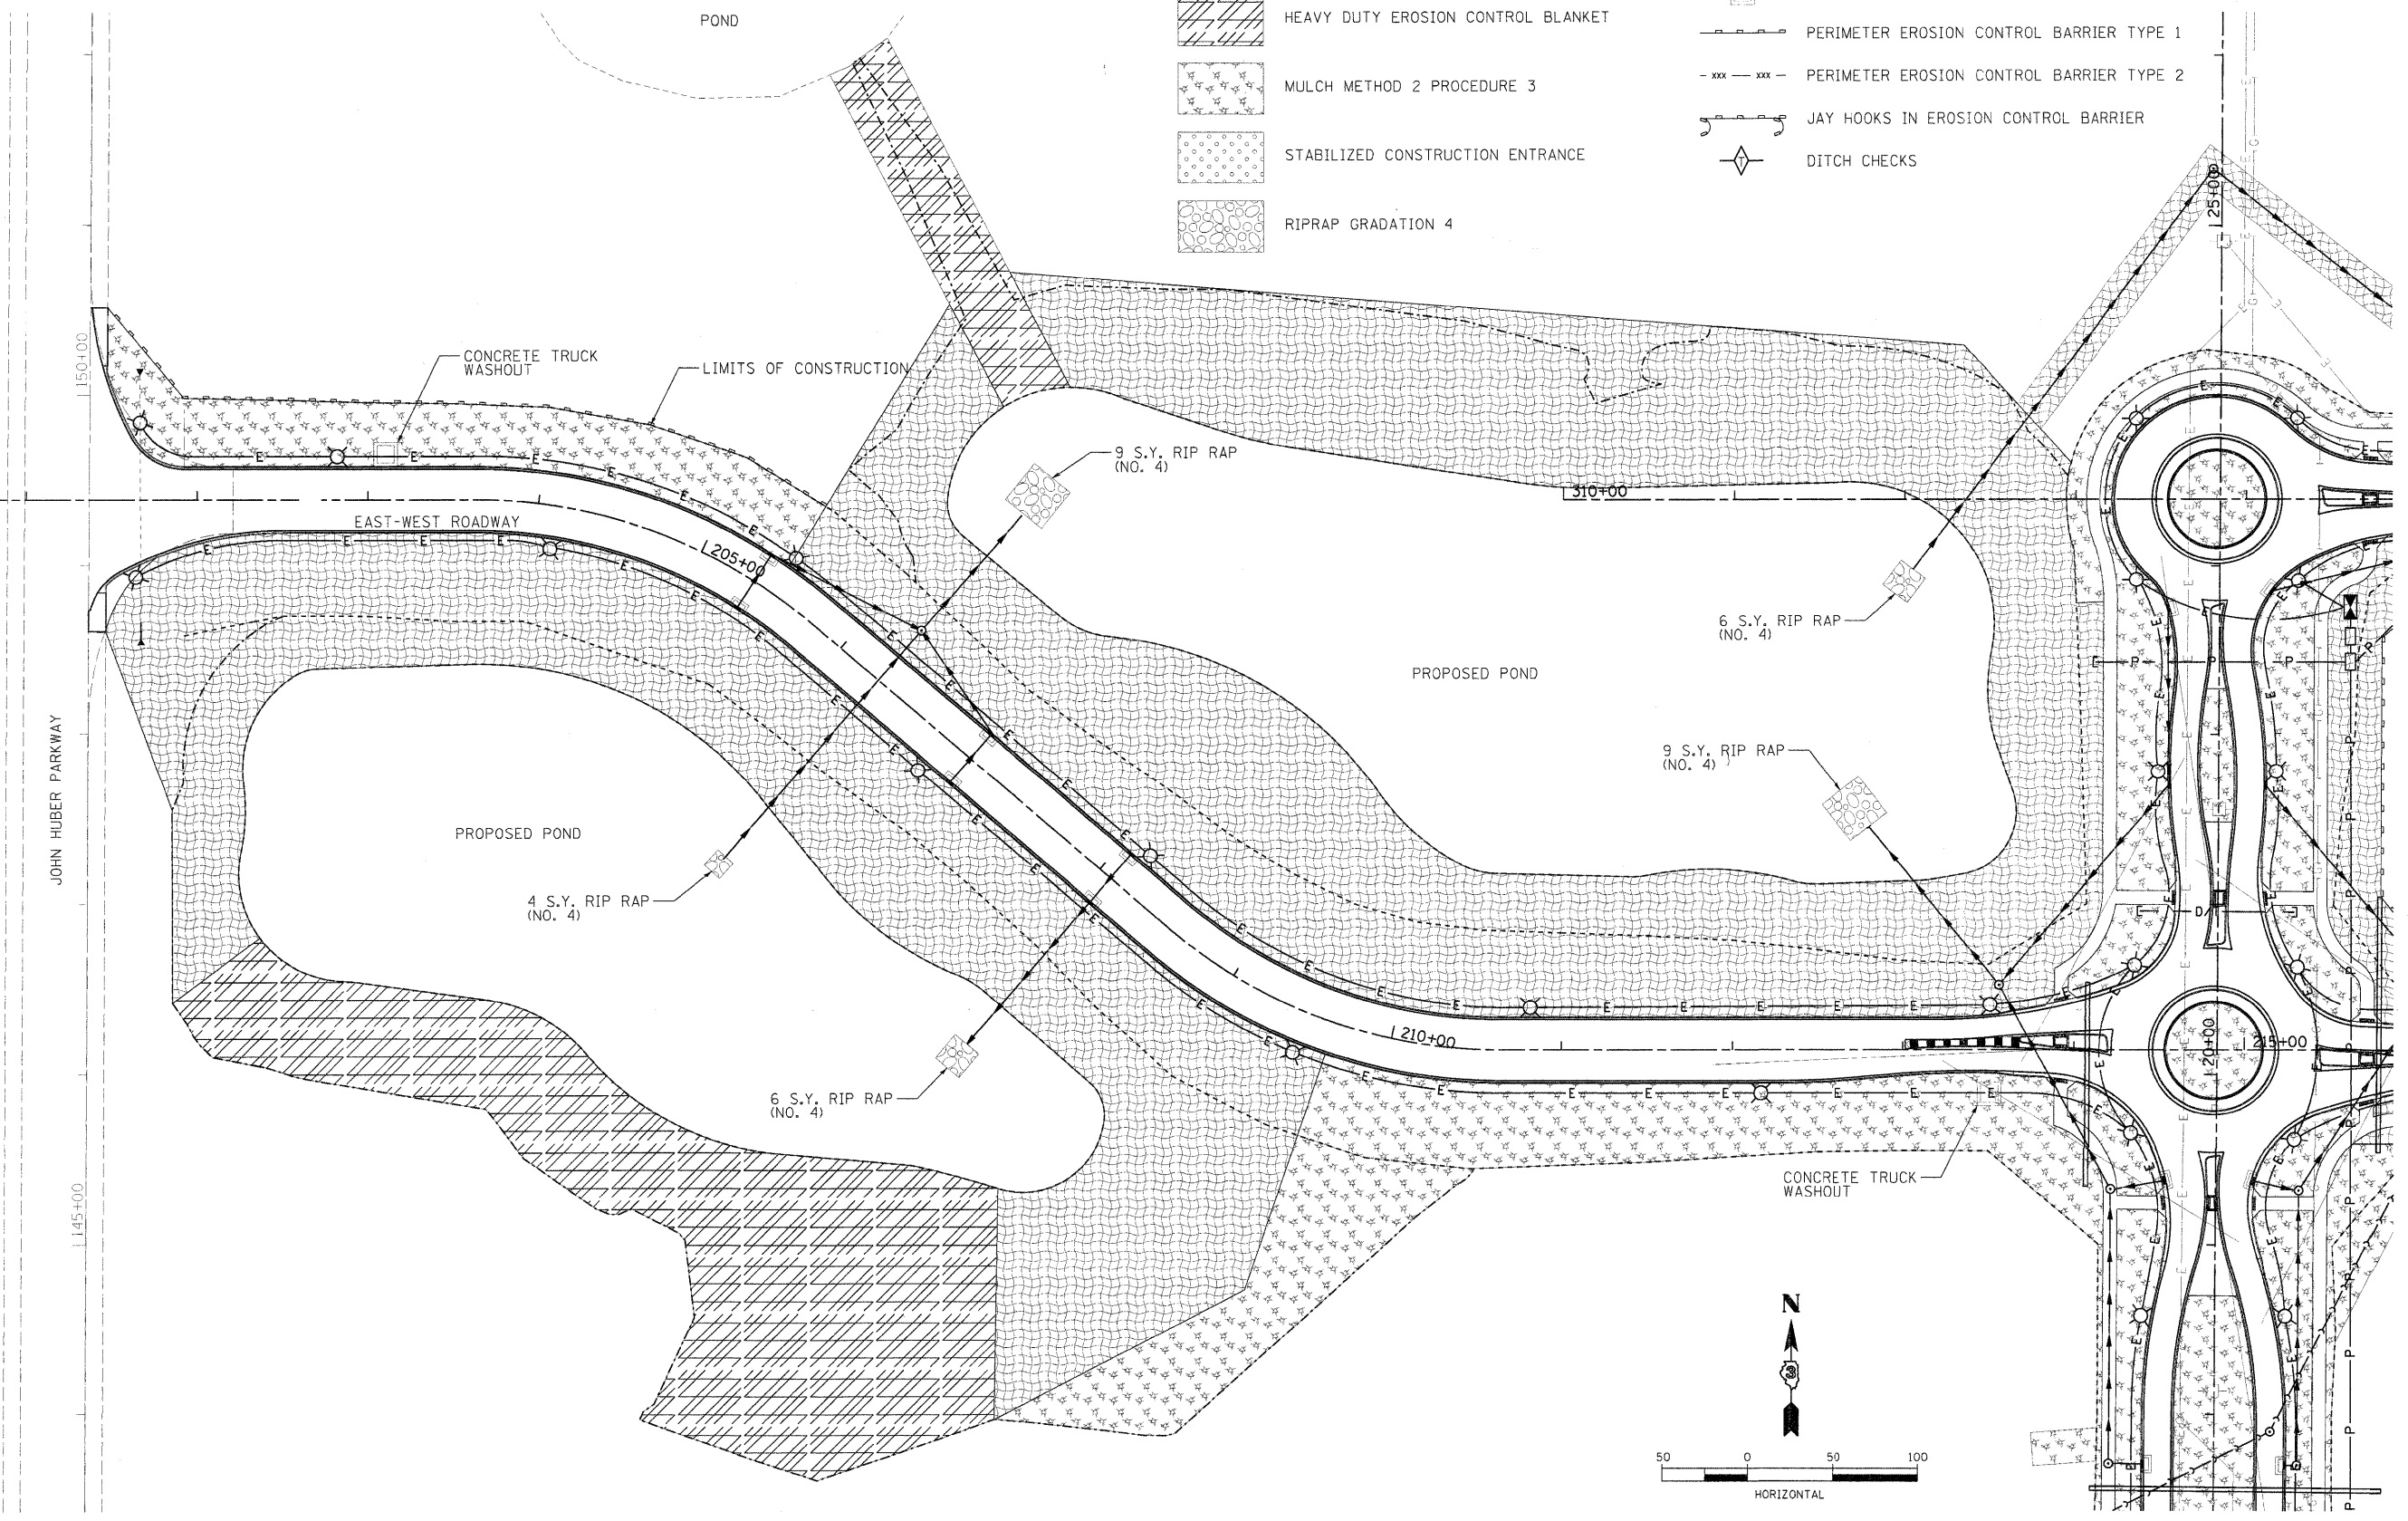 POND
HEAVY DUTY EROSION CONTROL BLANKET
MULCH METHOD 2 PROCEDURE 3
STABILIZED CONSTRUCTION ENTRANCE
RIPRAP GRADATION 4
PERIMETER EROSION CONTROL BARRIER TYPE 1
- xxx — xxx - PERIMETER EROSION CONTROL BARRIER TYPE 2
JAY HOOKS IN EROSION CONTROL BARRIER
T DITCH CHECKS
25+00
150+00
CONCRETE TRUCK
WASHOUT
LIMITS OF CONSTRUCTION
9 S.Y. RIP RAP
(NO. 4)
310+00
EAST-WEST ROADWAY
205+00
6 S.Y. RIP RAP
(NO. 4)
PROPOSED POND
9 S.Y. RIP RAP
(NO. 4)
JOHN HUBER PARKWAY
PROPOSED POND
4 S.Y. RIP RAP
(NO. 4)
210+00
20+00
215+00
6 S.Y. RIP RAP
(NO. 4)
CONCRETE TRUCK
WASHOUT
145+00
N
50 0 50 100
HORIZONTAL